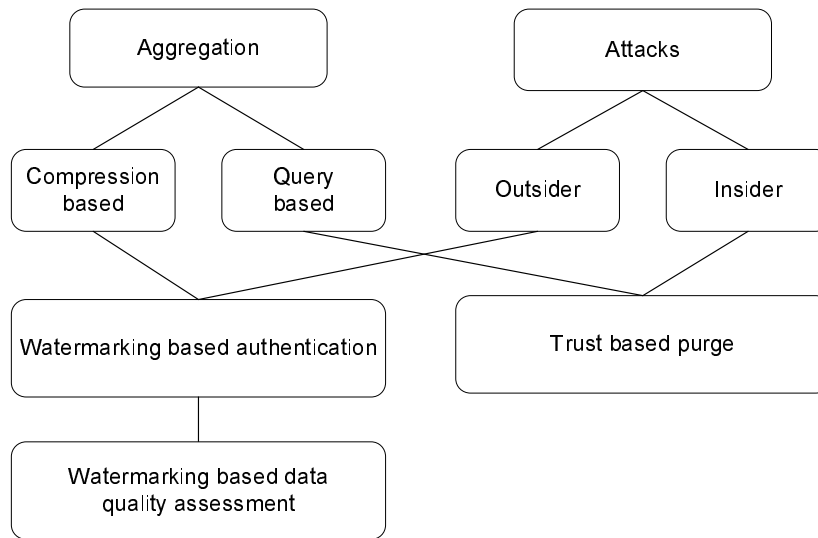 Aggregation
Attacks
Compression
based
Query
based
Outsider
Insider
Watermarking based authentication
Trust based purge
Watermarking based data
quality assessment